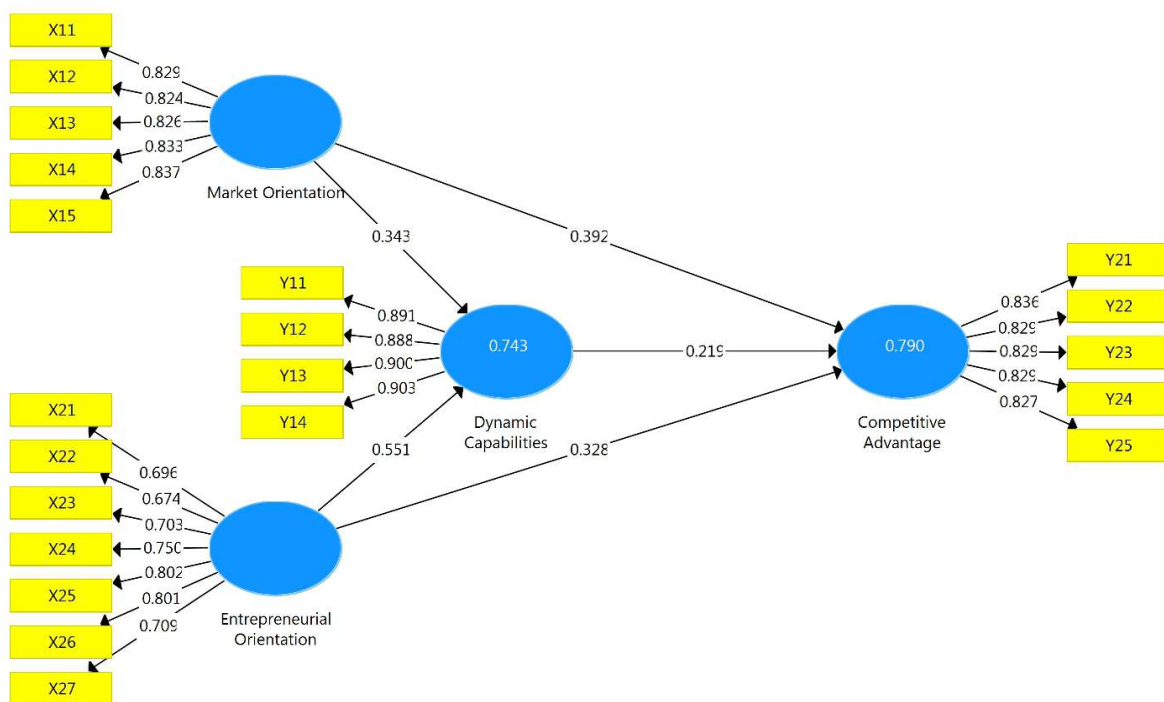 X11
X12
X13
X14
X15
0.829
0.824
0.826
0.833
0.837
Market Orientation
0.343
0.392
Y11
Y12
Y13
Y14
0.891
0.888
0.900
0.903
0.743
Dynamic
Capabilities
0.219
0.790
Competitive
Advantage
0.836
0.829
0.829
0.829
0.827
Y21
Y22
Y23
Y24
Y25
X21
X22
X23
X24
X25
X26
X27
0.696
0.674
0.703
0.750
0.802
0.801
0.709
Entrepreneurial
Orientation
0.551
0.328